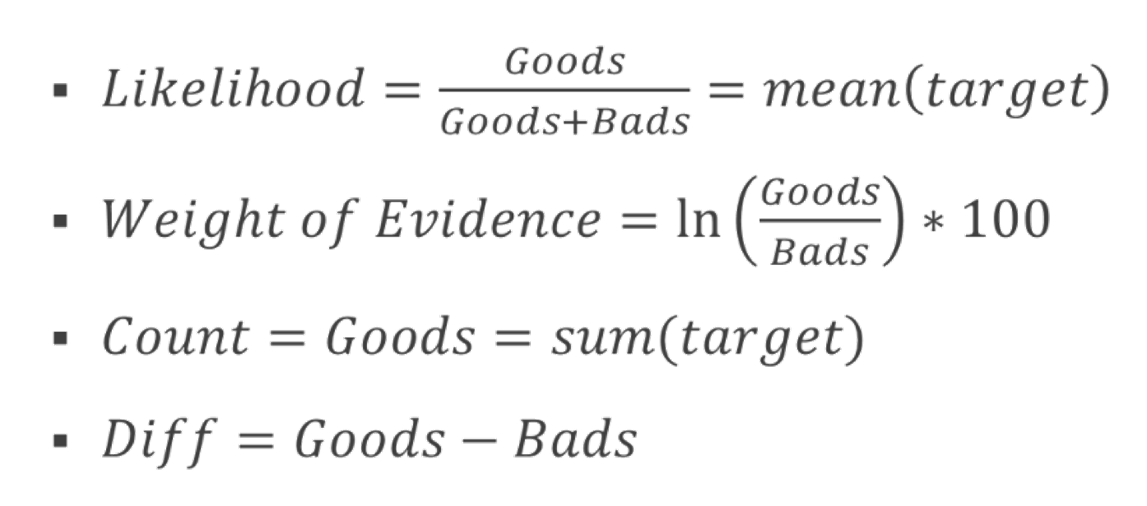 ▪ Likelihood = Goods / Goods+Bads = mean(target)
▪ Weight of Evidence = ln(Goods / Bads) * 100
▪ Count = Goods = sum(target)
▪ Diff = Goods − Bads